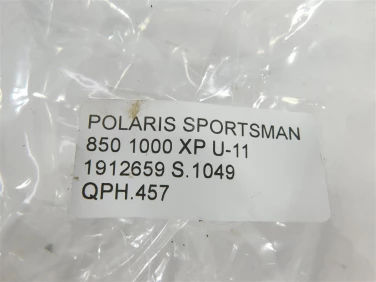 POLARIS SPORTSMAN
850 1000 XP U-11
1912659 S.1049
QPH.457